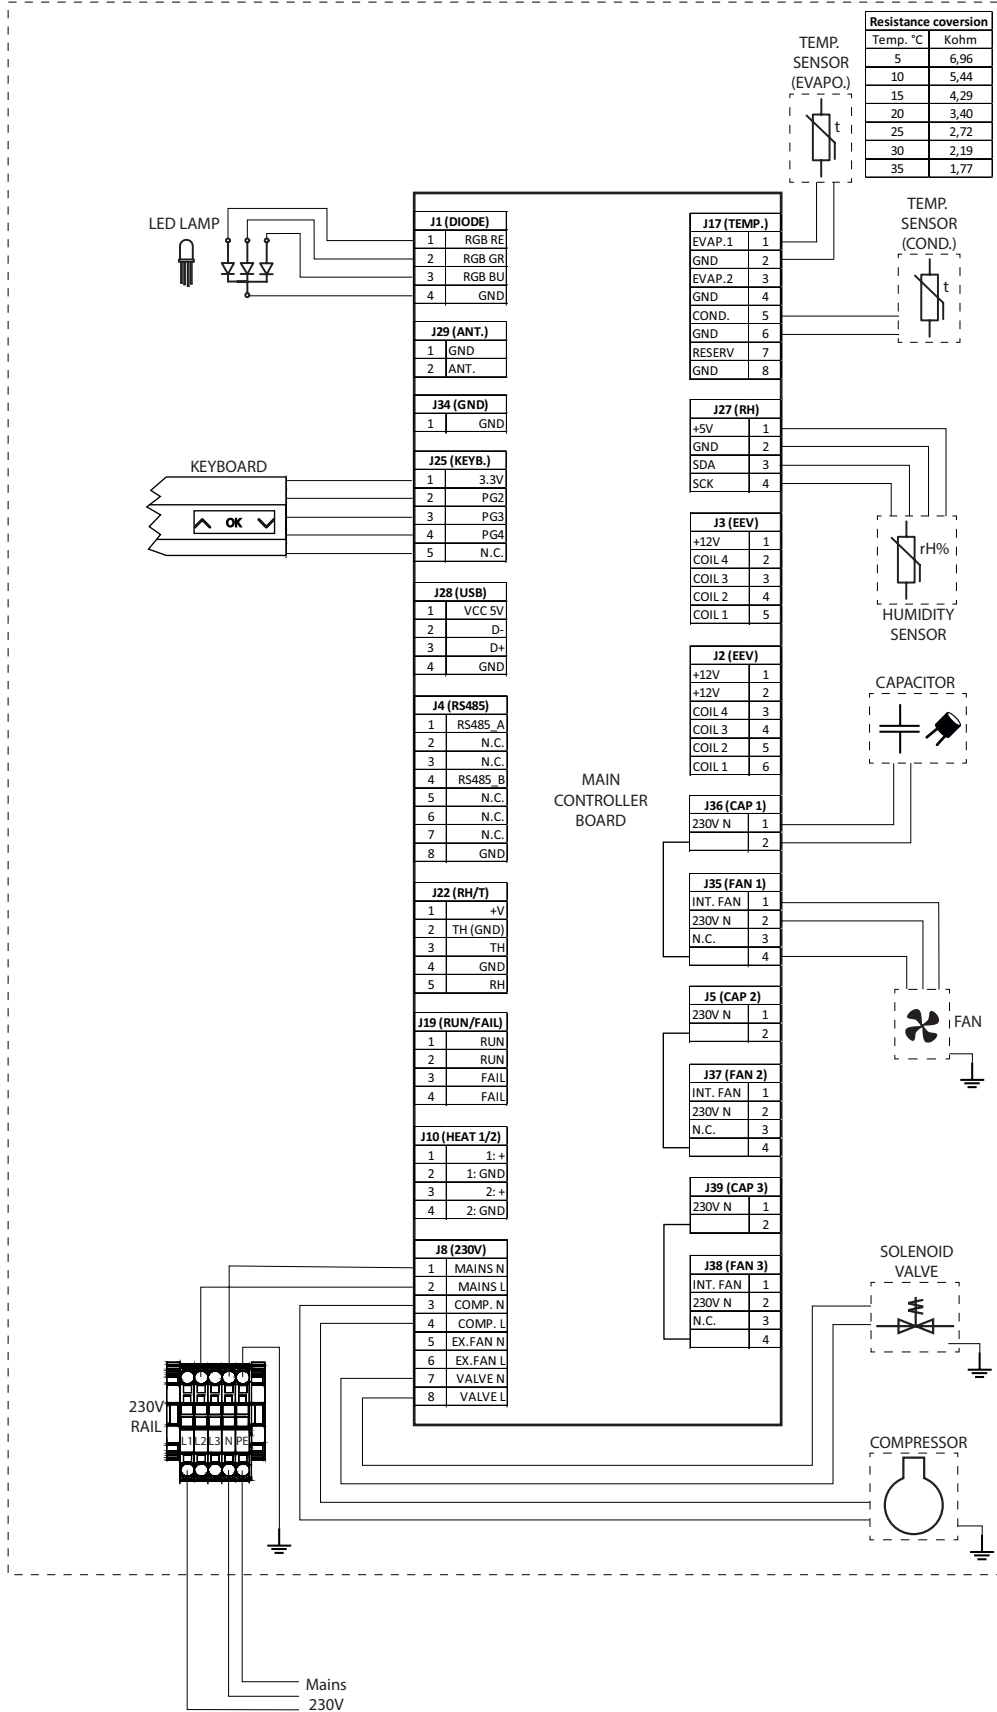 Resistance coversion
Temp. °C Kohm
5 6,96
10 5,44
15 4,29
20 3,40
25 2,72
30 2,19
35 1,77
TEMP.
SENSOR
(EVAPO.)
t
TEMP.
SENSOR
(COND.)
t
LED LAMP
J1 (DIODE)
1 RGB RE
2 RGB GR
3 RGB BU
4 GND
J29 (ANT.)
1 GND
2 ANT.
J34 (GND)
1 GND
KEYBOARD
OK
J25 (KEYB.)
1 3.3V
2 PG2
3 PG3
4 PG4
5 N.C.
J28 (USB)
1 VCC 5V
2 D-
3 D+
4 GND
J4 (RS485)
1 RS485_A
2 N.C.
3 N.C.
4 RS485_B
5 N.C.
6 N.C.
7 N.C.
8 GND
J22 (RH/T)
1 +V
2 TH (GND)
3 TH
4 GND
5 RH
J19 (RUN/FAIL)
1 RUN
2 RUN
3 FAIL
4 FAIL
J10 (HEAT 1/2)
1 1: +
2 1: GND
3 2: +
4 2: GND
J8 (230V)
1 MAINS N
2 MAINS L
3 COMP. N
4 COMP. L
5 EX.FAN N
6 EX.FAN L
7 VALVE N
8 VALVE L
MAIN
CONTROLLER
BOARD
J17 (TEMP.)
EVAP.1 1
GND 2
EVAP.2 3
GND 4
COND. 5
GND 6
RESERV 7
GND 8
J27 (RH)
+5V 1
GND 2
SDA 3
SCK 4
rH%
HUMIDITY
SENSOR
J3 (EEV)
+12V 1
COIL 4 2
COIL 3 3
COIL 2 4
COIL 1 5
J2 (EEV)
+12V 1
+12V 2
COIL 4 3
COIL 3 4
COIL 2 5
COIL 1 6
CAPACITOR
J36 (CAP 1)
230V N 1
2
J35 (FAN 1)
INT. FAN 1
230V N 2
N.C. 3
4
FAN
J5 (CAP 2)
230V N 1
2
J37 (FAN 2)
INT. FAN 1
230V N 2
N.C. 3
4
J39 (CAP 3)
230V N 1
2
J38 (FAN 3)
INT. FAN 1
230V N 2
N.C. 3
4
SOLENOID
VALVE
COMPRESSOR
230V
RAIL
L1 L2 L3 N PE
Mains
230V